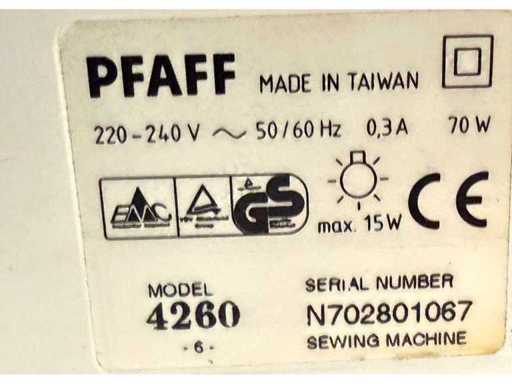 PFAFF MADE IN TAIWAN
220-240 V ~ 50/60 Hz 0,3 A 70 W
EMC GS max. 15 W CE
MODEL SERIAL NUMBER
4260 N702801067
- 6 - SEWING MACHINE